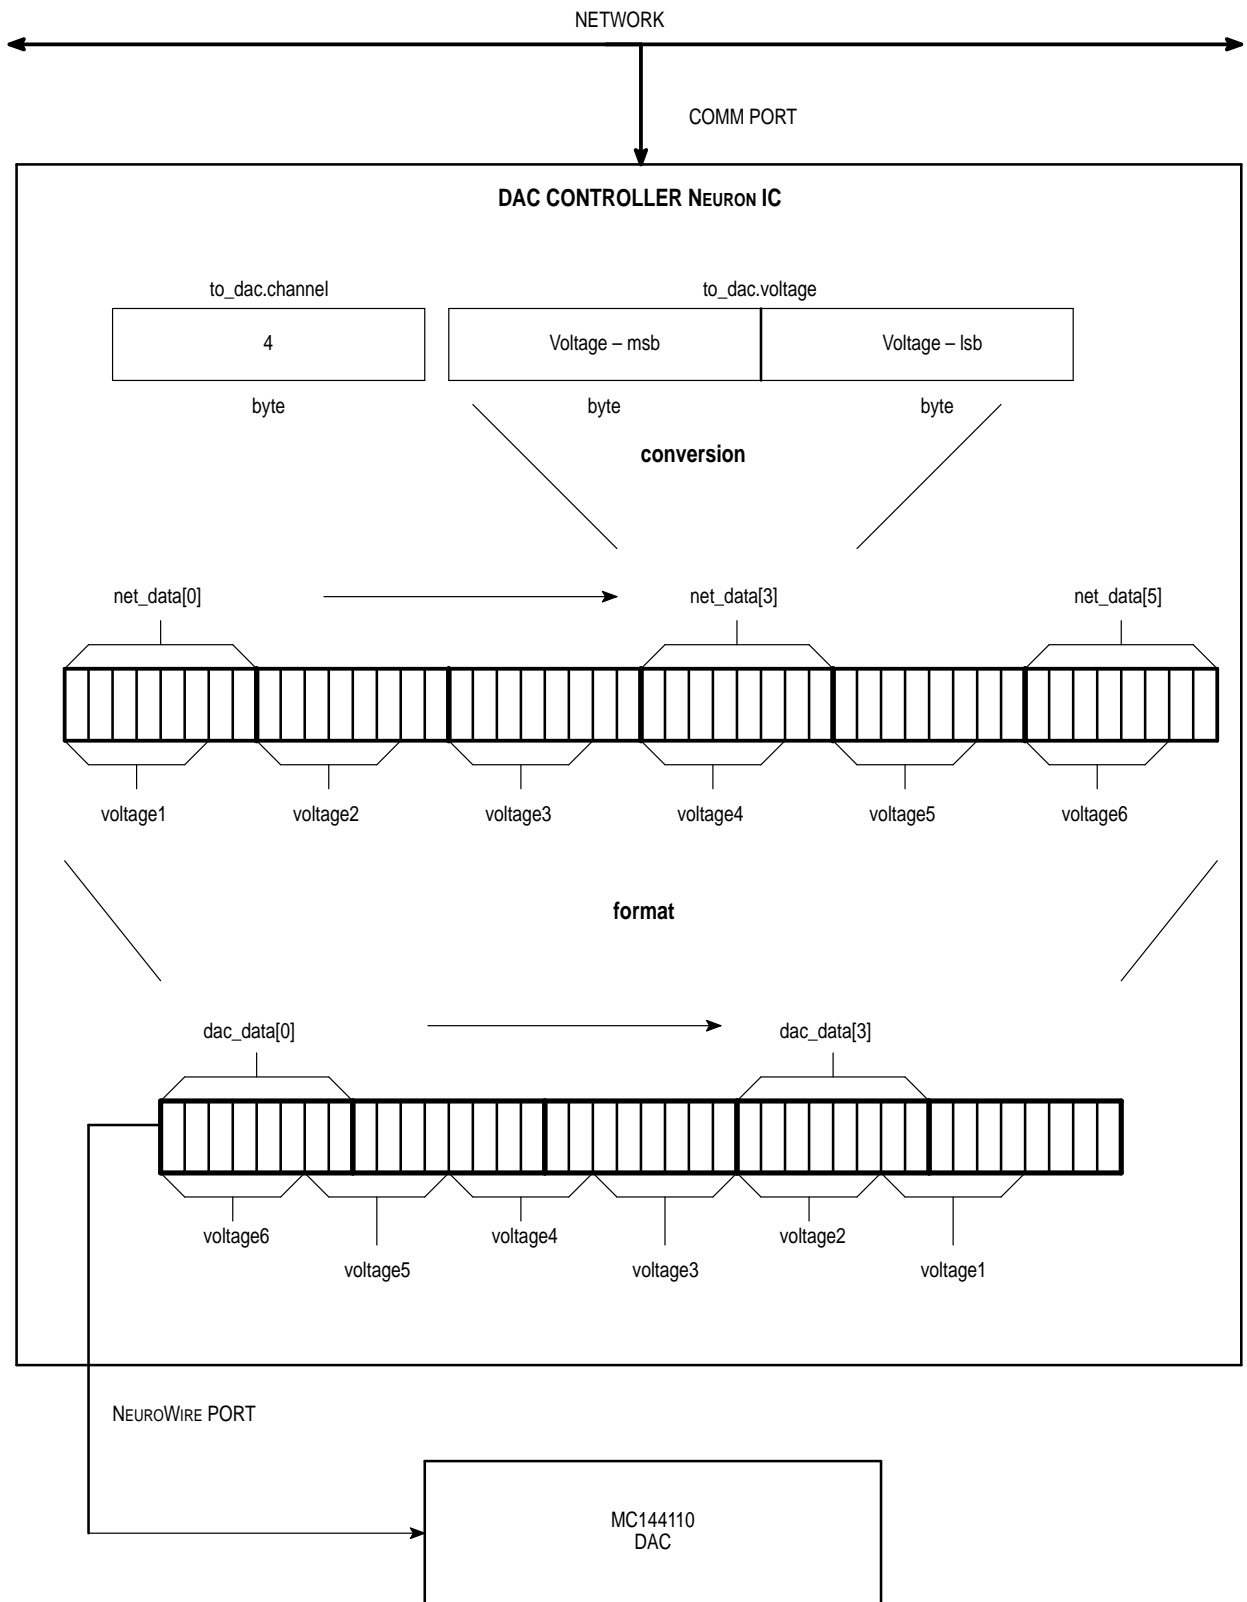 NETWORK
COMM PORT
DAC CONTROLLER NEURON IC
to_dac.channel to_dac.voltage
4 Voltage – msb Voltage – lsb
byte byte byte
conversion
net_data[0] net_data[3] net_data[5]
voltage1 voltage2 voltage3 voltage4 voltage5 voltage6
format
dac_data[0] dac_data[3]
voltage6 voltage4 voltage2
voltage5 voltage3 voltage1
NEUROWIRE PORT
MC144110
DAC